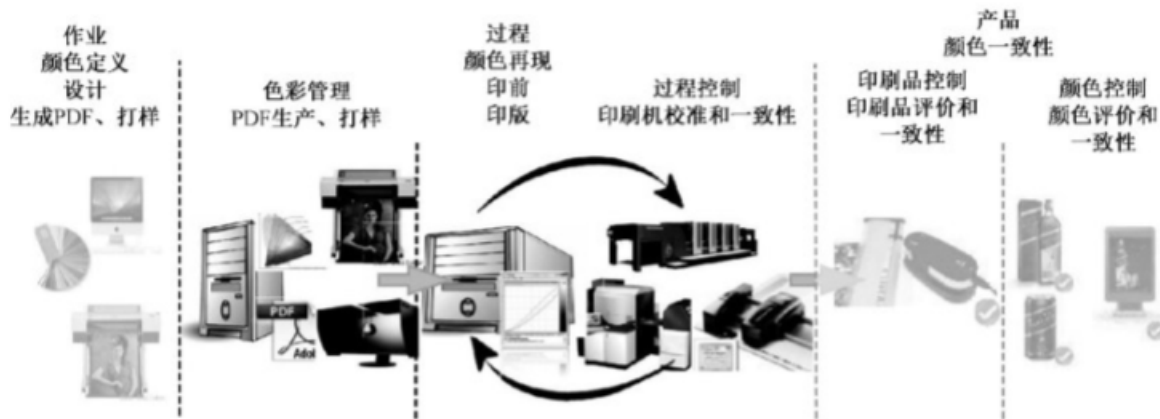 作业
颜色定义
设计
生成PDF、打样
色彩管理
PDF生产、打样
过程
颜色再现
印前
印版
过程控制
印刷机校准和一致性
产品
颜色一致性
印刷品控制
印刷品评价和
一致性
颜色控制
颜色评价和
一致性
PDF